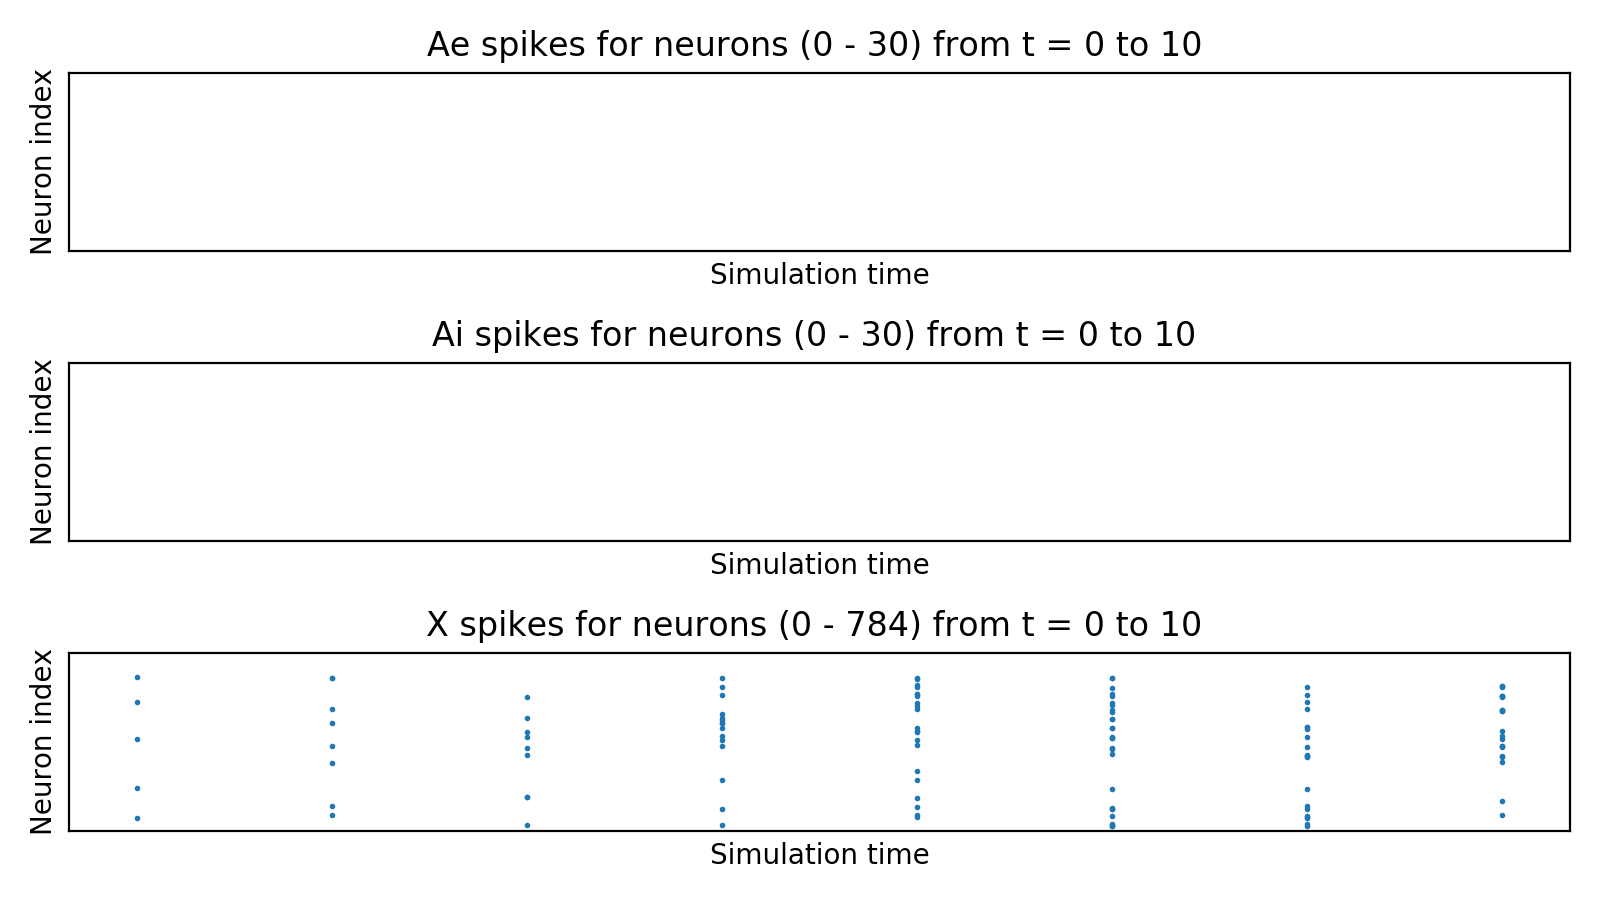 Ae spikes for neurons (0 - 30) from t = 0 to 10
Neuron index
Simulation time
Ai spikes for neurons (0 - 30) from t = 0 to 10
Neuron index
Simulation time
X spikes for neurons (0 - 784) from t = 0 to 10
Neuron index
Simulation time